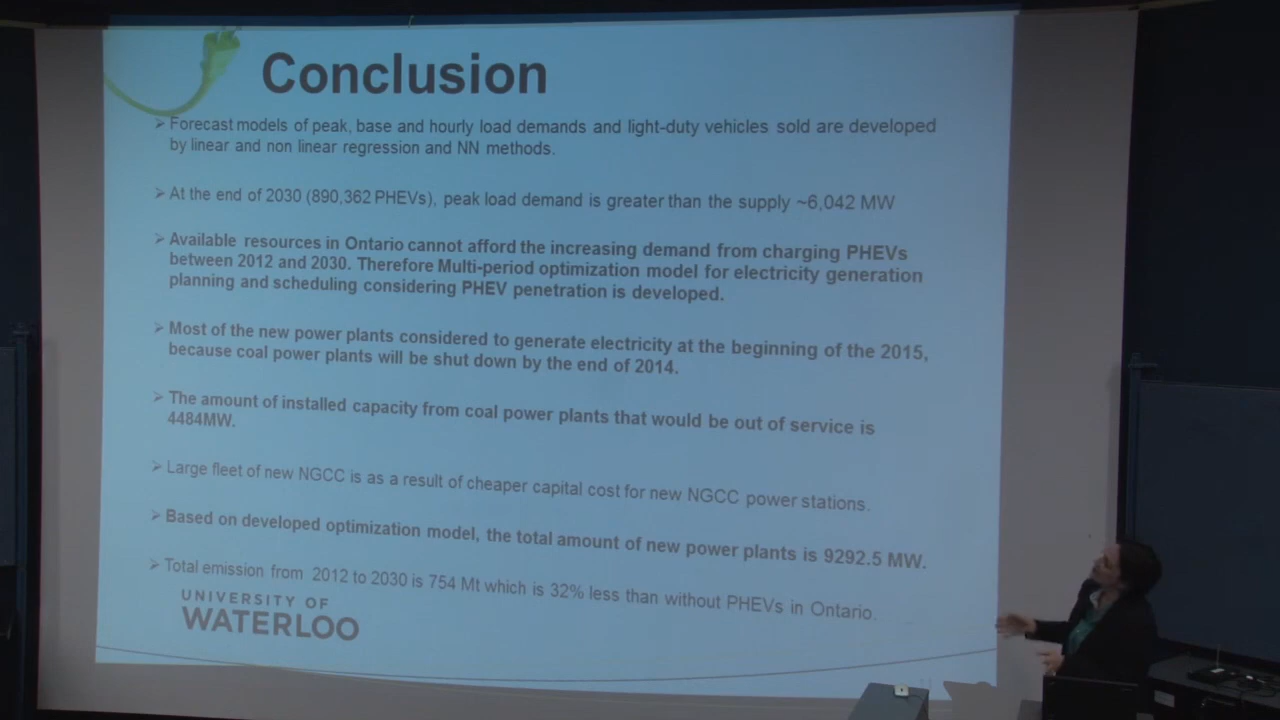 Conclusion
➢ Forecast models of peak, base and hourly load demands and light-duty vehicles sold are developed
by linear and non linear regression and NN methods.
➢ At the end of 2030 (890,362 PHEVs), peak load demand is greater than the supply ~6,042 MW
➢ Available resources in Ontario cannot afford the increasing demand from charging PHEVs
between 2012 and 2030. Therefore Multi-period optimization model for electricity generation
planning and scheduling considering PHEV penetration is developed.
➢ Most of the new power plants considered to generate electricity at the beginning of the 2015,
because coal power plants will be shut down by the end of 2014.
➢ The amount of installed capacity from coal power plants that would be out of service is
4484MW.
➢ Large fleet of new NGCC is as a result of cheaper capital cost for new NGCC power stations.
➢ Based on developed optimization model, the total amount of new power plants is 9292.5 MW.
➢ Total emission from 2012 to 2030 is 754 Mt which is 32% less than without PHEVs in Ontario.
UNIVERSITY OF
WATERLOO